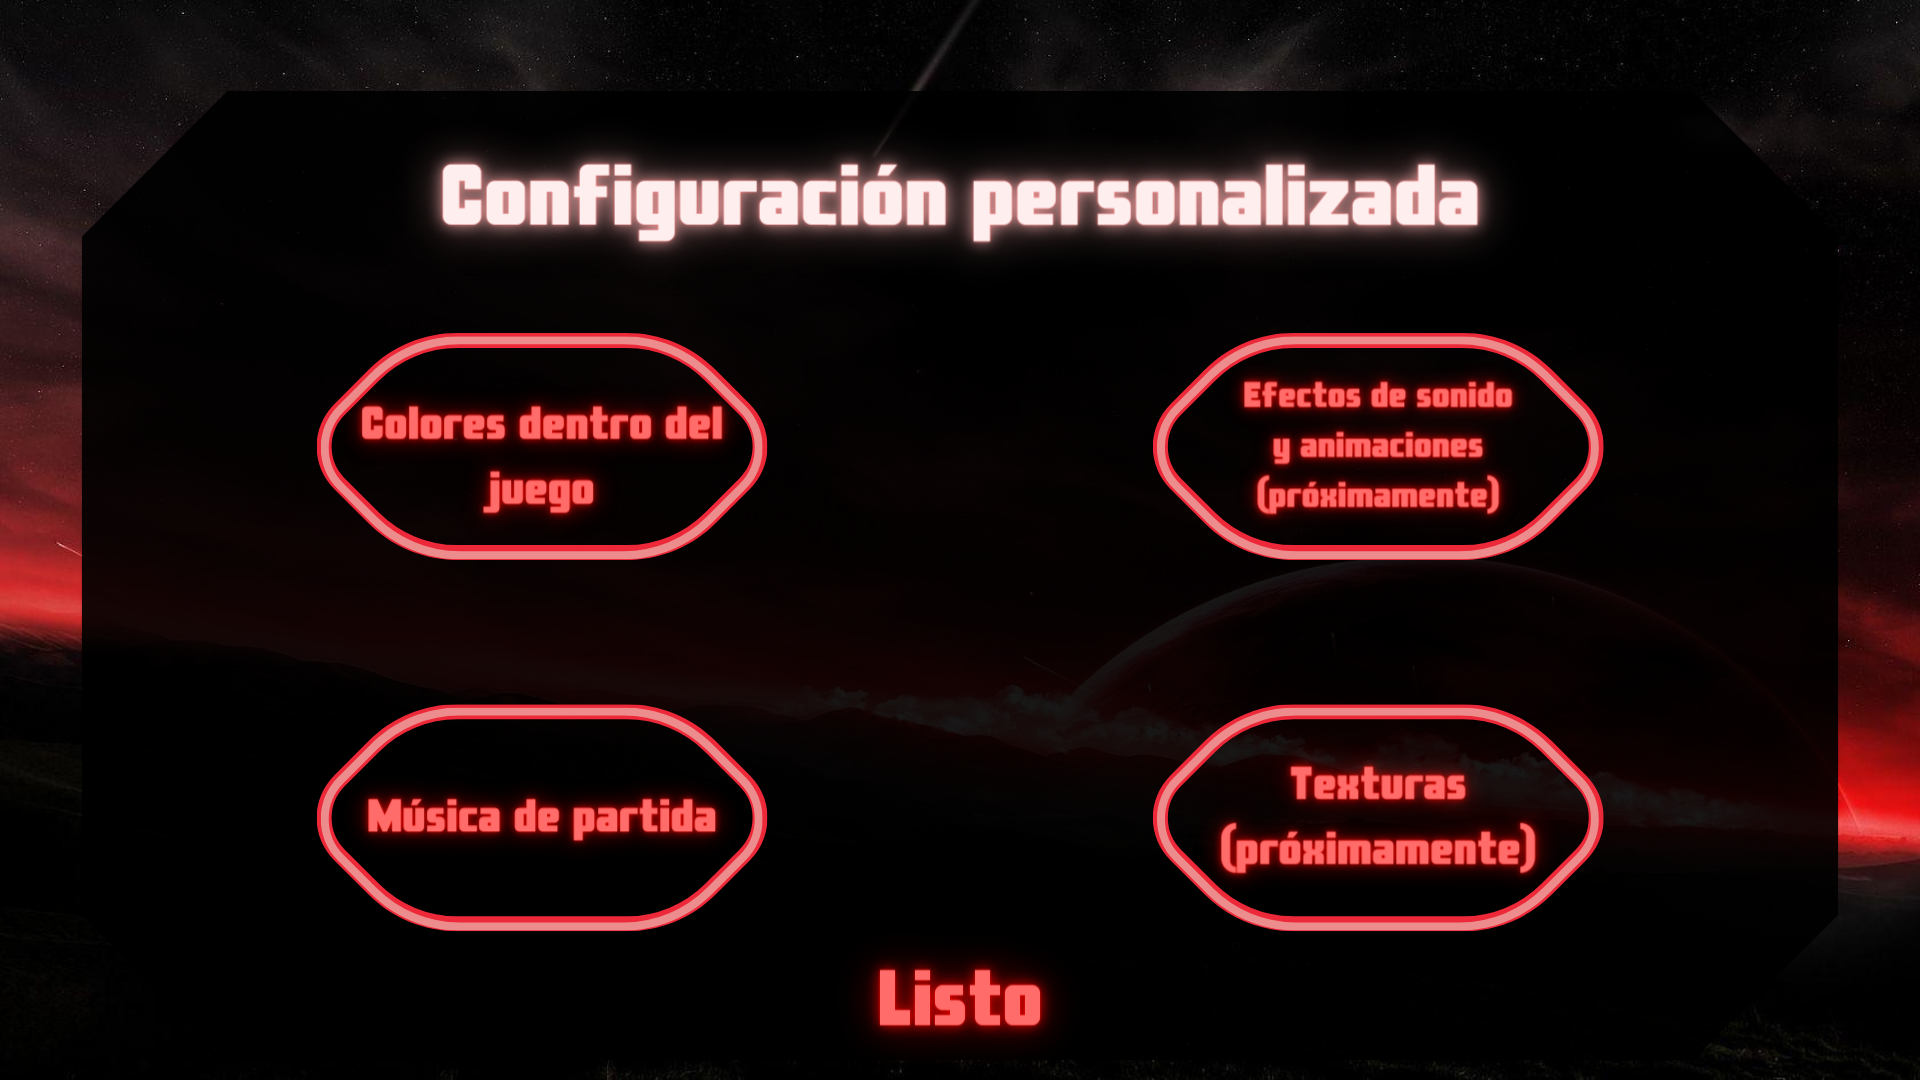 Configuración personalizada
Colores dentro del
juego
Efectos de sonido
y animaciones
(próximamente)
Música de partida
Texturas
(próximamente)
Listo